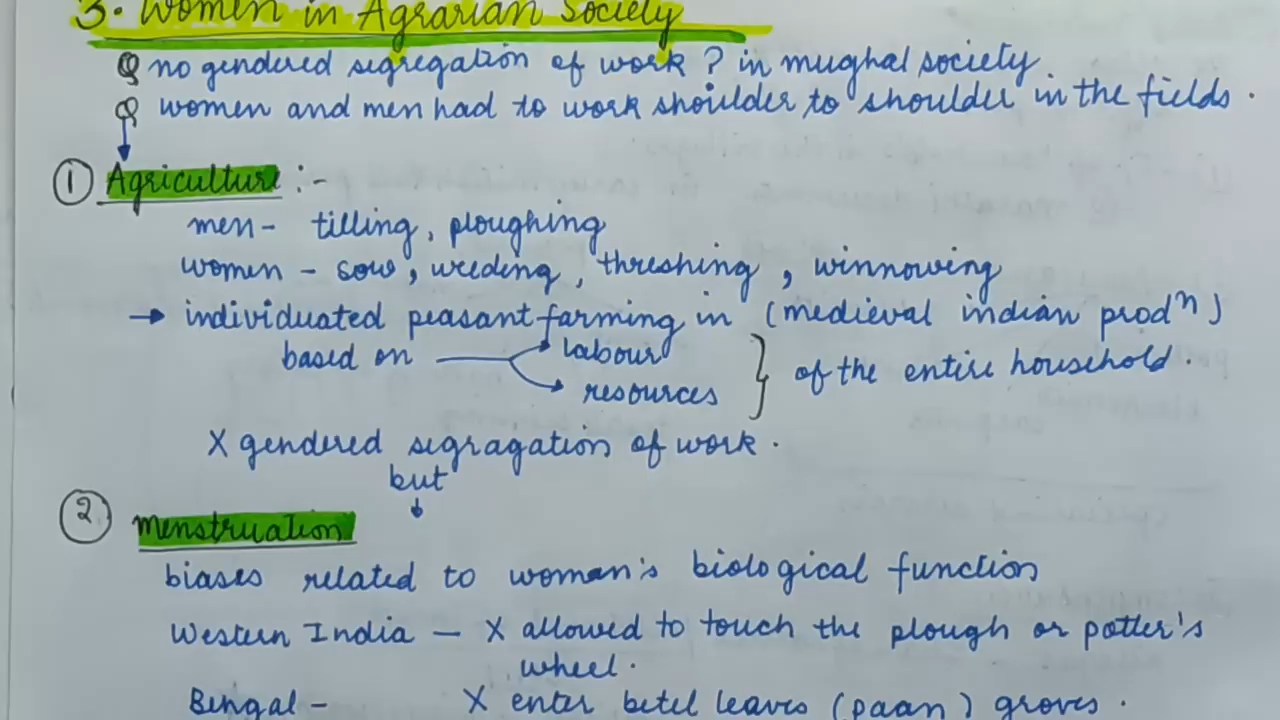 3. Women in Agrarian Society
Q no gendered segregation of work ? in mughal society
Q women and men had to work shoulder to shoulder in the fields.
① Agriculture :-
men - tilling, ploughing
women - sow, weeding, threshing, winnowing
→ individuated peasant farming in (medieval indian prodⁿ)
based on labour
resources } of the entire household.
X gendered segragation of work.
but
② menstruation
biases related to woman's biological function
Western India - X allowed to touch the plough or potter's
wheel.
Bengal - X enter betel leaves (paan) groves.